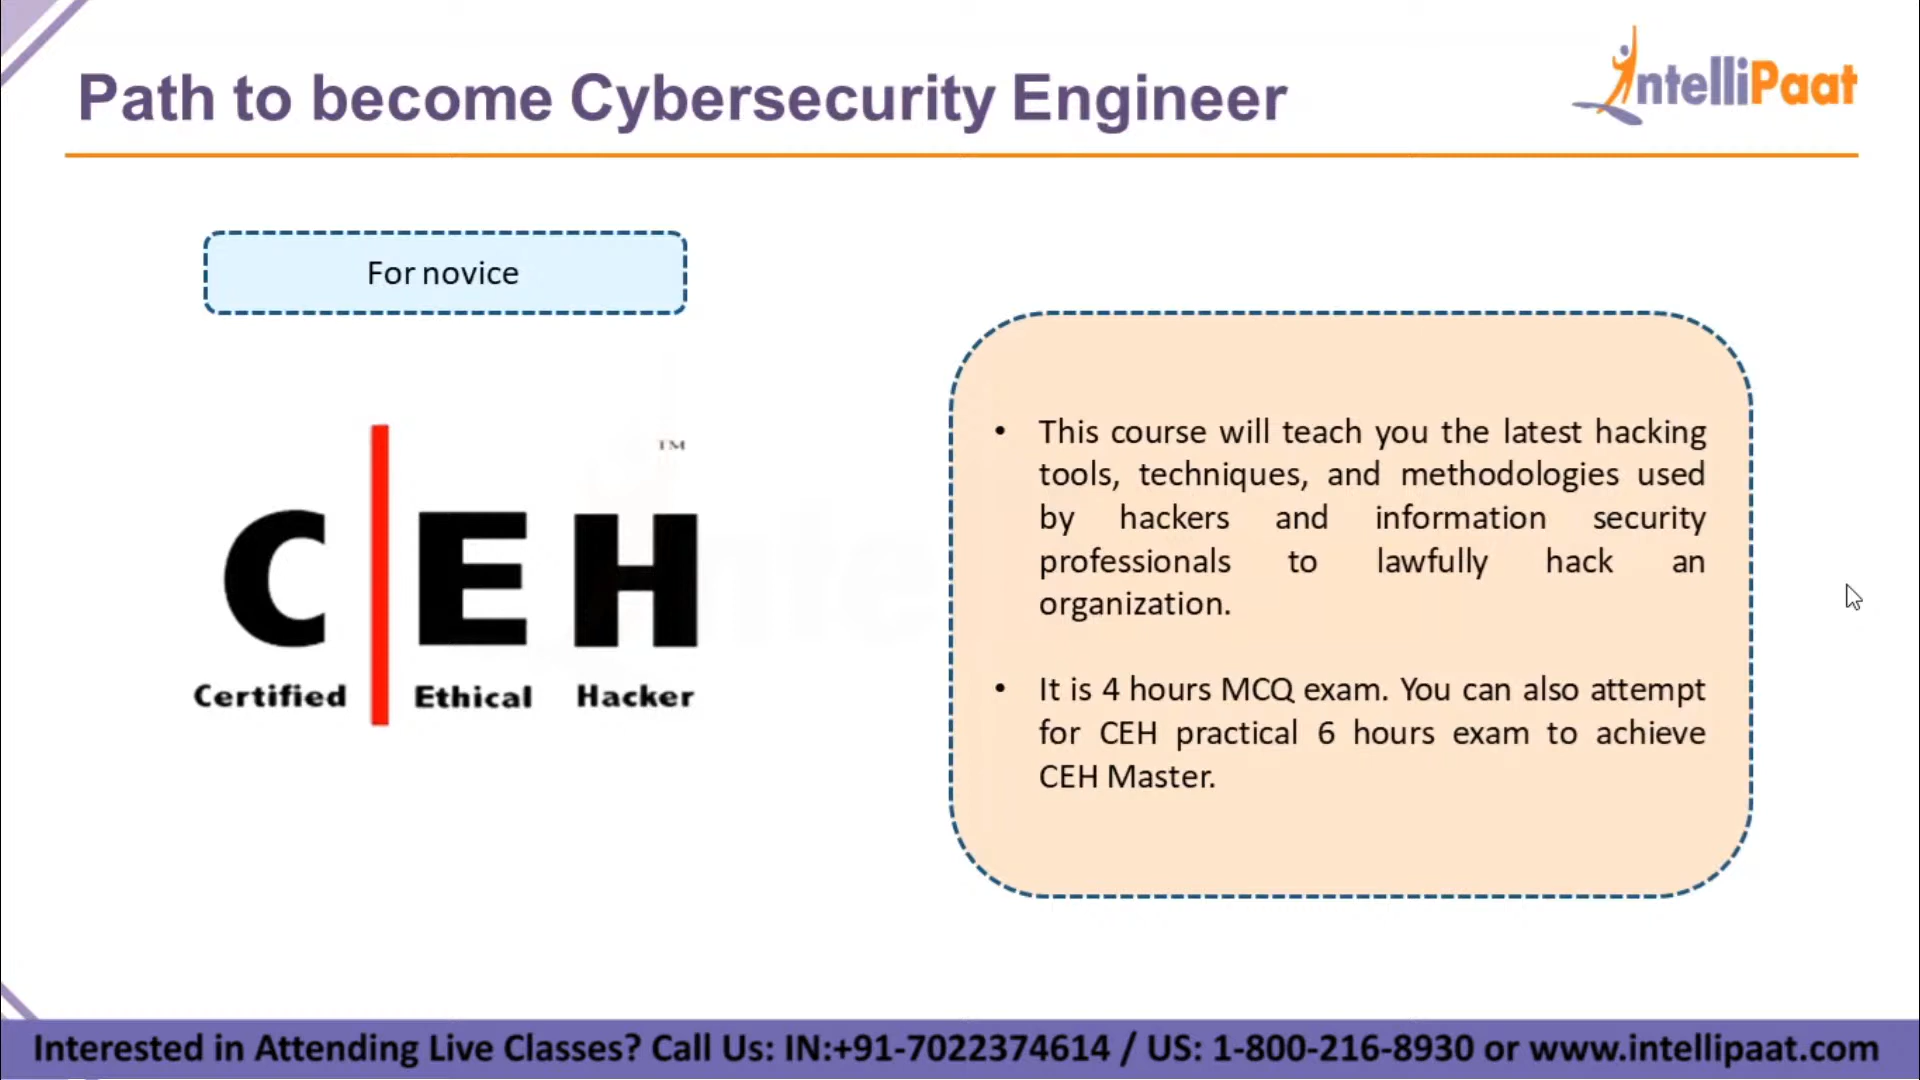 Path to become Cybersecurity Engineer
IntelliPaat
For novice
TM
C E H
Certified Ethical Hacker
• This course will teach you the latest hacking
tools, techniques, and methodologies used
by hackers and information security
professionals to lawfully hack an
organization.
• It is 4 hours MCQ exam. You can also attempt
for CEH practical 6 hours exam to achieve
CEH Master.
Interested in Attending Live Classes? Call Us: IN:+91-7022374614 / US: 1-800-216-8930 or www.intellipaat.com